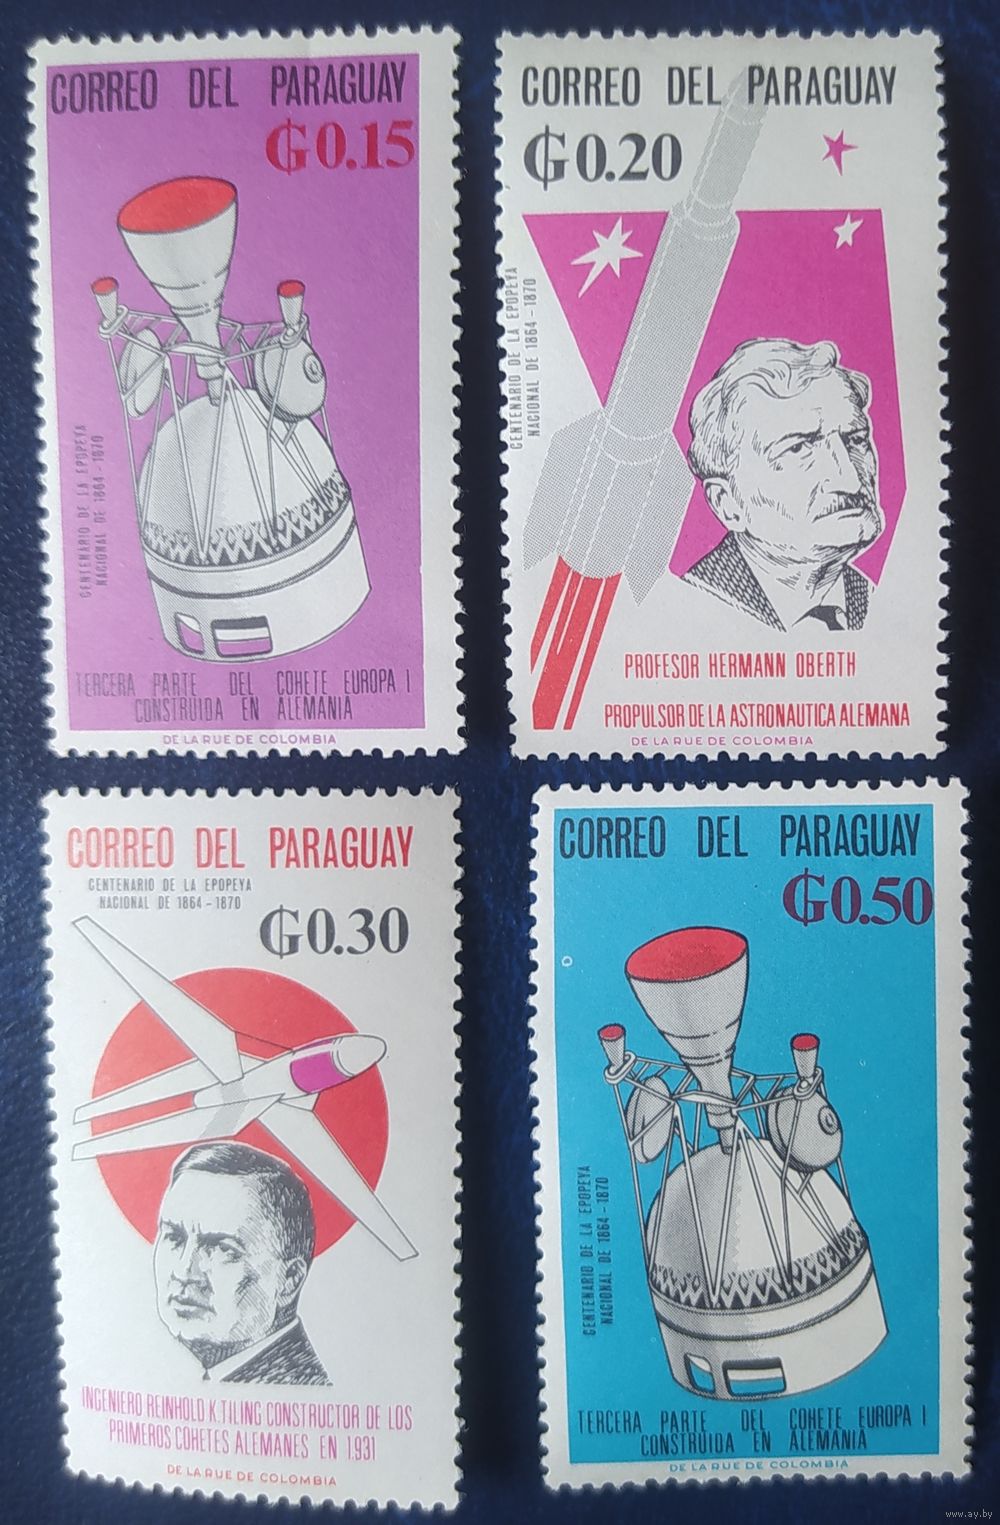 CORREO DEL PARAGUAY
₲0.15
CENTENARIO DE LA EPOPEYA
NACIONAL DE 1864-1870
TERCERA PARTE DEL COHETE EUROPA I
CONSTRUIDA EN ALEMANIA
DE LA RUE DE COLOMBIA
CORREO DEL PARAGUAY
₲0.20
CENTENARIO DE LA EPOPEYA
NACIONAL DE 1864-1870
PROFESOR HERMANN OBERTH
PROPULSOR DE LA ASTRONAUTICA ALEMANA
DE LA RUE DE COLOMBIA
CORREO DEL PARAGUAY
CENTENARIO DE LA EPOPEYA
NACIONAL DE 1864-1870
₲0.30
INGENIERO REINHOLD K.TILING CONSTRUCTOR DE LOS
PRIMEROS COHETES ALEMANES EN 1.931
DE LA RUE DE COLOMBIA
CORREO DEL PARAGUAY
₲0.50
CENTENARIO DE LA EPOPEYA
NACIONAL DE 1864-1870
TERCERA PARTE DEL COHETE EUROPA I
CONSTRUIDA EN ALEMANIA
DE LA RUE DE COLOMBIA
www.ay.by